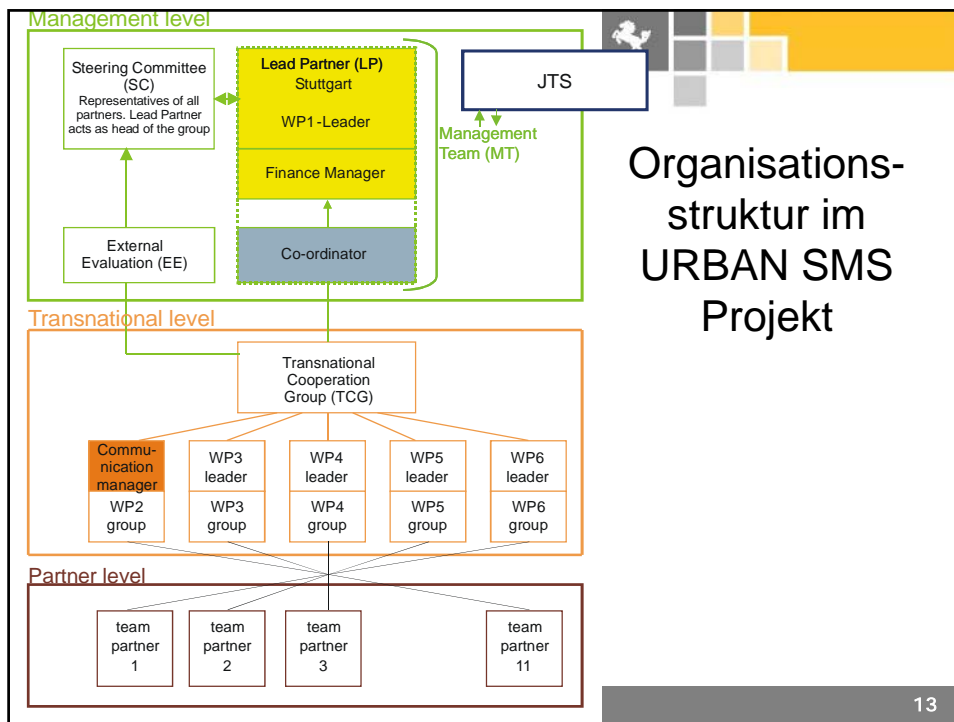 Management level
Steering Committee
(SC)
Representatives of all
partners. Lead Partner
acts as head of the group
Lead Partner (LP)
Stuttgart
WP1-Leader
Finance Manager
Co-ordinator
External
Evaluation (EE)
JTS
Management
Team (MT)
Organisations-
struktur im
URBAN SMS
Projekt
Transnational level
Transnational
Cooperation
Group (TCG)
Commu-
nication
manager
WP2
group
WP3
leader
WP3
group
WP4
leader
WP4
group
WP5
leader
WP5
group
WP6
leader
WP6
group
Partner level
team
partner
1
team
partner
2
team
partner
3
team
partner
11
13